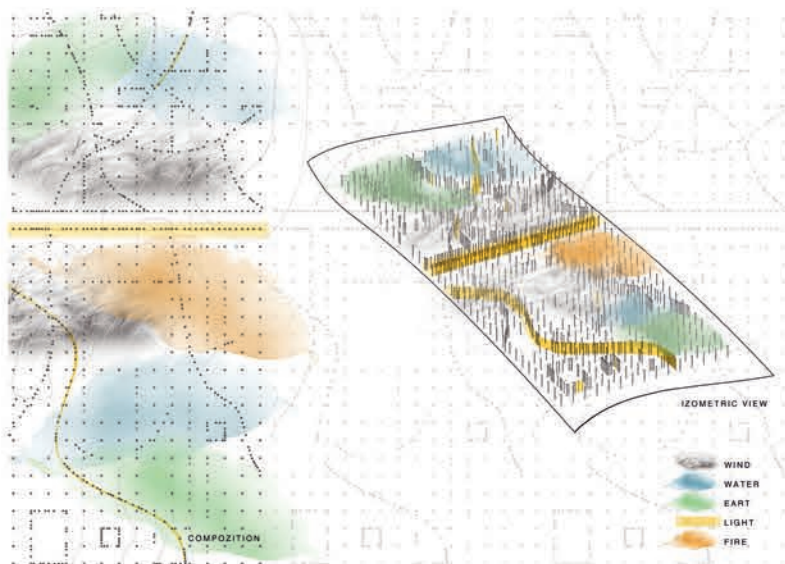 IZOMETRIC VIEW
WIND
WATER
EART
LIGHT
FIRE
COMPOZITION